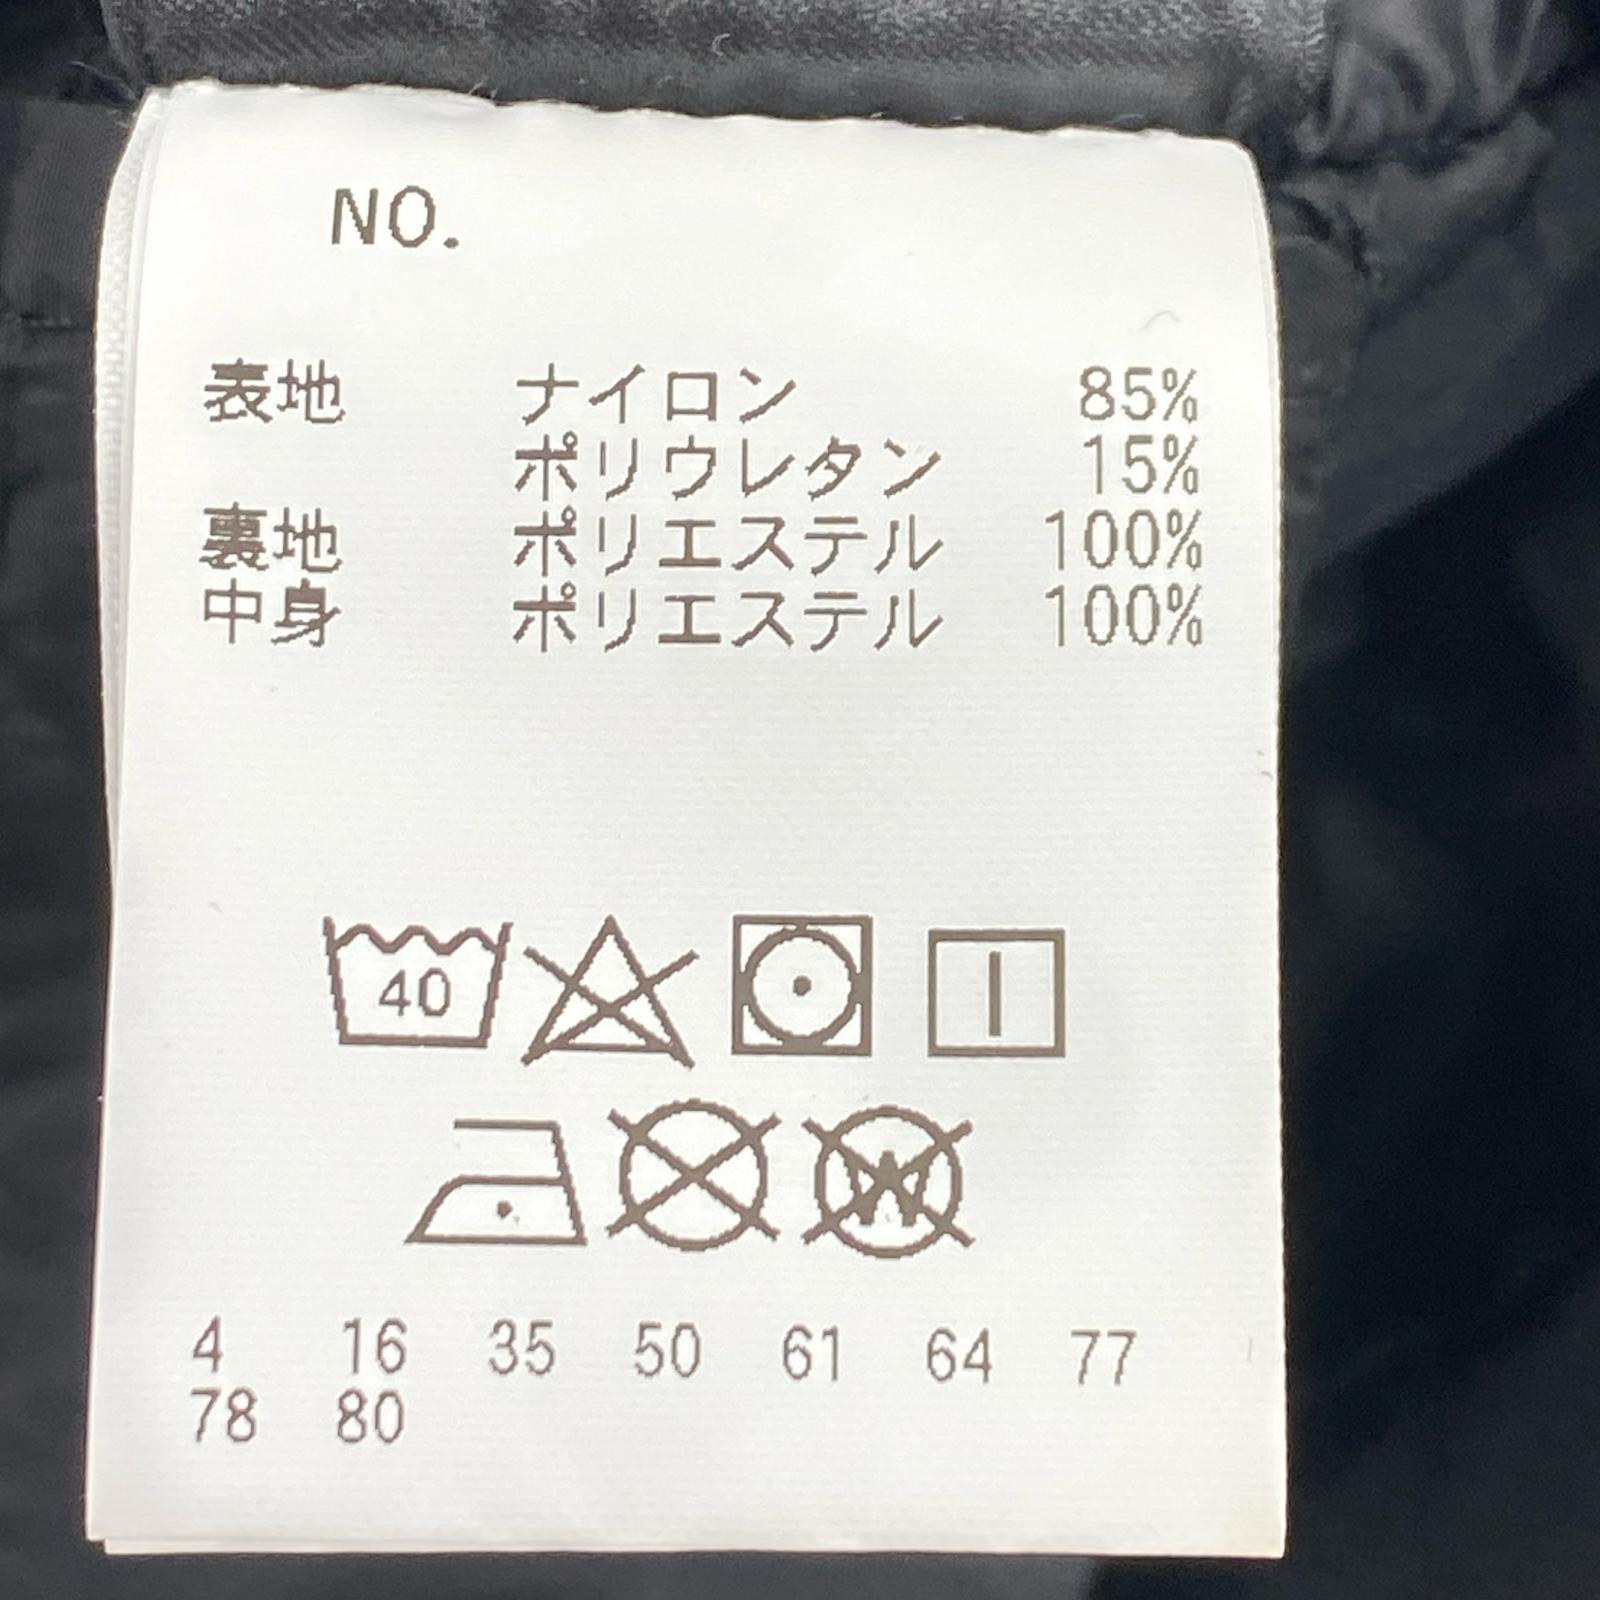 NO.
表地 ナイロン 85%
ポリウレタン 15%
裏地 ポリエステル 100%
中身 ポリエステル 100%
40
W
4 16 35 50 61 64 77
78 80